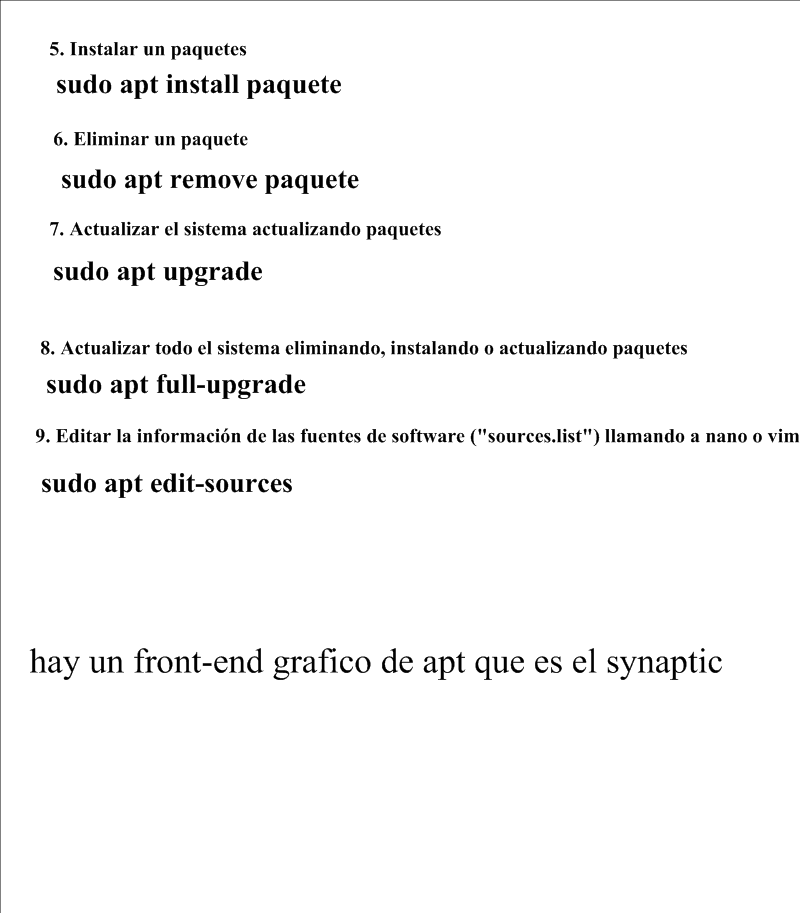 5. Instalar un paquetes
sudo apt install paquete
6. Eliminar un paquete
sudo apt remove paquete
7. Actualizar el sistema actualizando paquetes
sudo apt upgrade
8. Actualizar todo el sistema eliminando, instalando o actualizando paquetes
sudo apt full-upgrade
9. Editar la información de las fuentes de software ("sources.list") llamando a nano o vim
sudo apt edit-sources
hay un front-end grafico de apt que es el synaptic